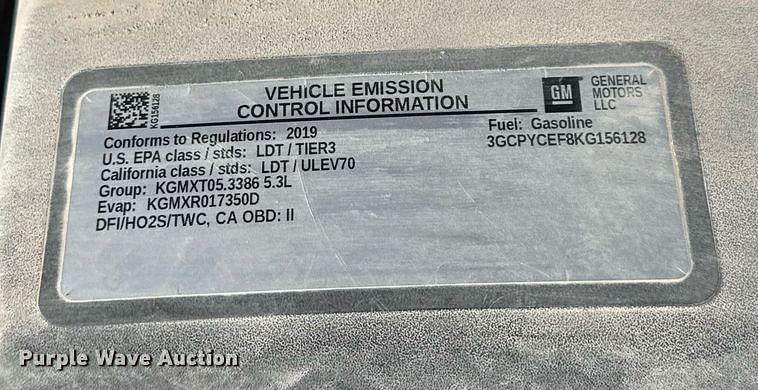 VEHICLE EMISSION
CONTROL INFORMATION
GM
GENERAL
MOTORS
LLC
KG156128
Conforms to Regulations: 2019
U.S. EPA class / stds: LDT / TIER3
California class / stds: LDT / ULEV70
Group: KGMXT05.3386 5.3L
Evap: KGMXR017350D
DFI/HO2S/TWC, CA OBD: II
Fuel: Gasoline
3GCPYCEF8KG156128
Purple Wave Auction